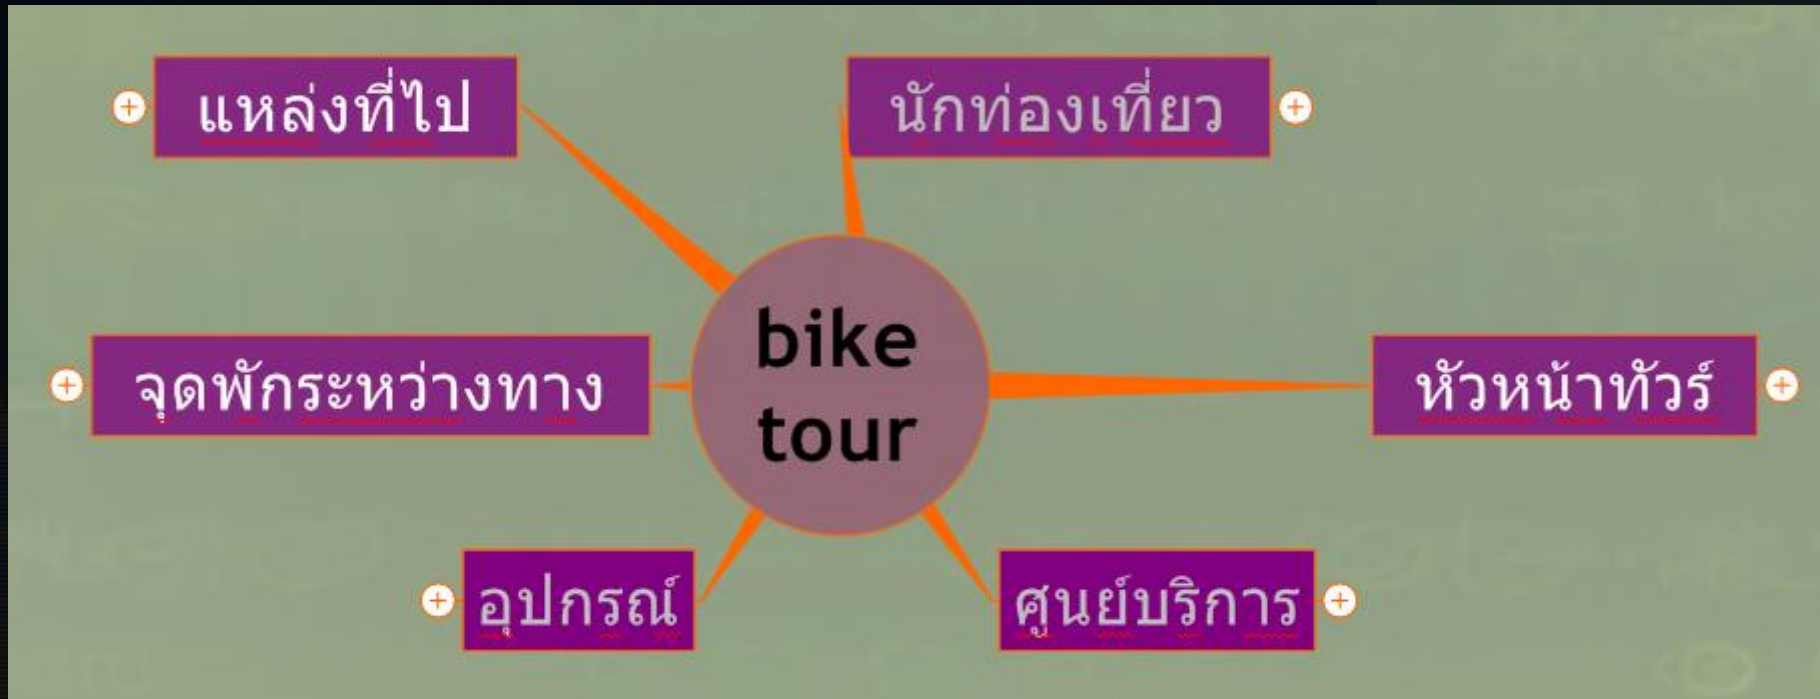 แหล่งที่ไป
นักท่องเที่ยว
จุดพักระหว่างทาง
bike
tour
หัวหน้าทัวร์
อุปกรณ์
ศูนย์บริการ